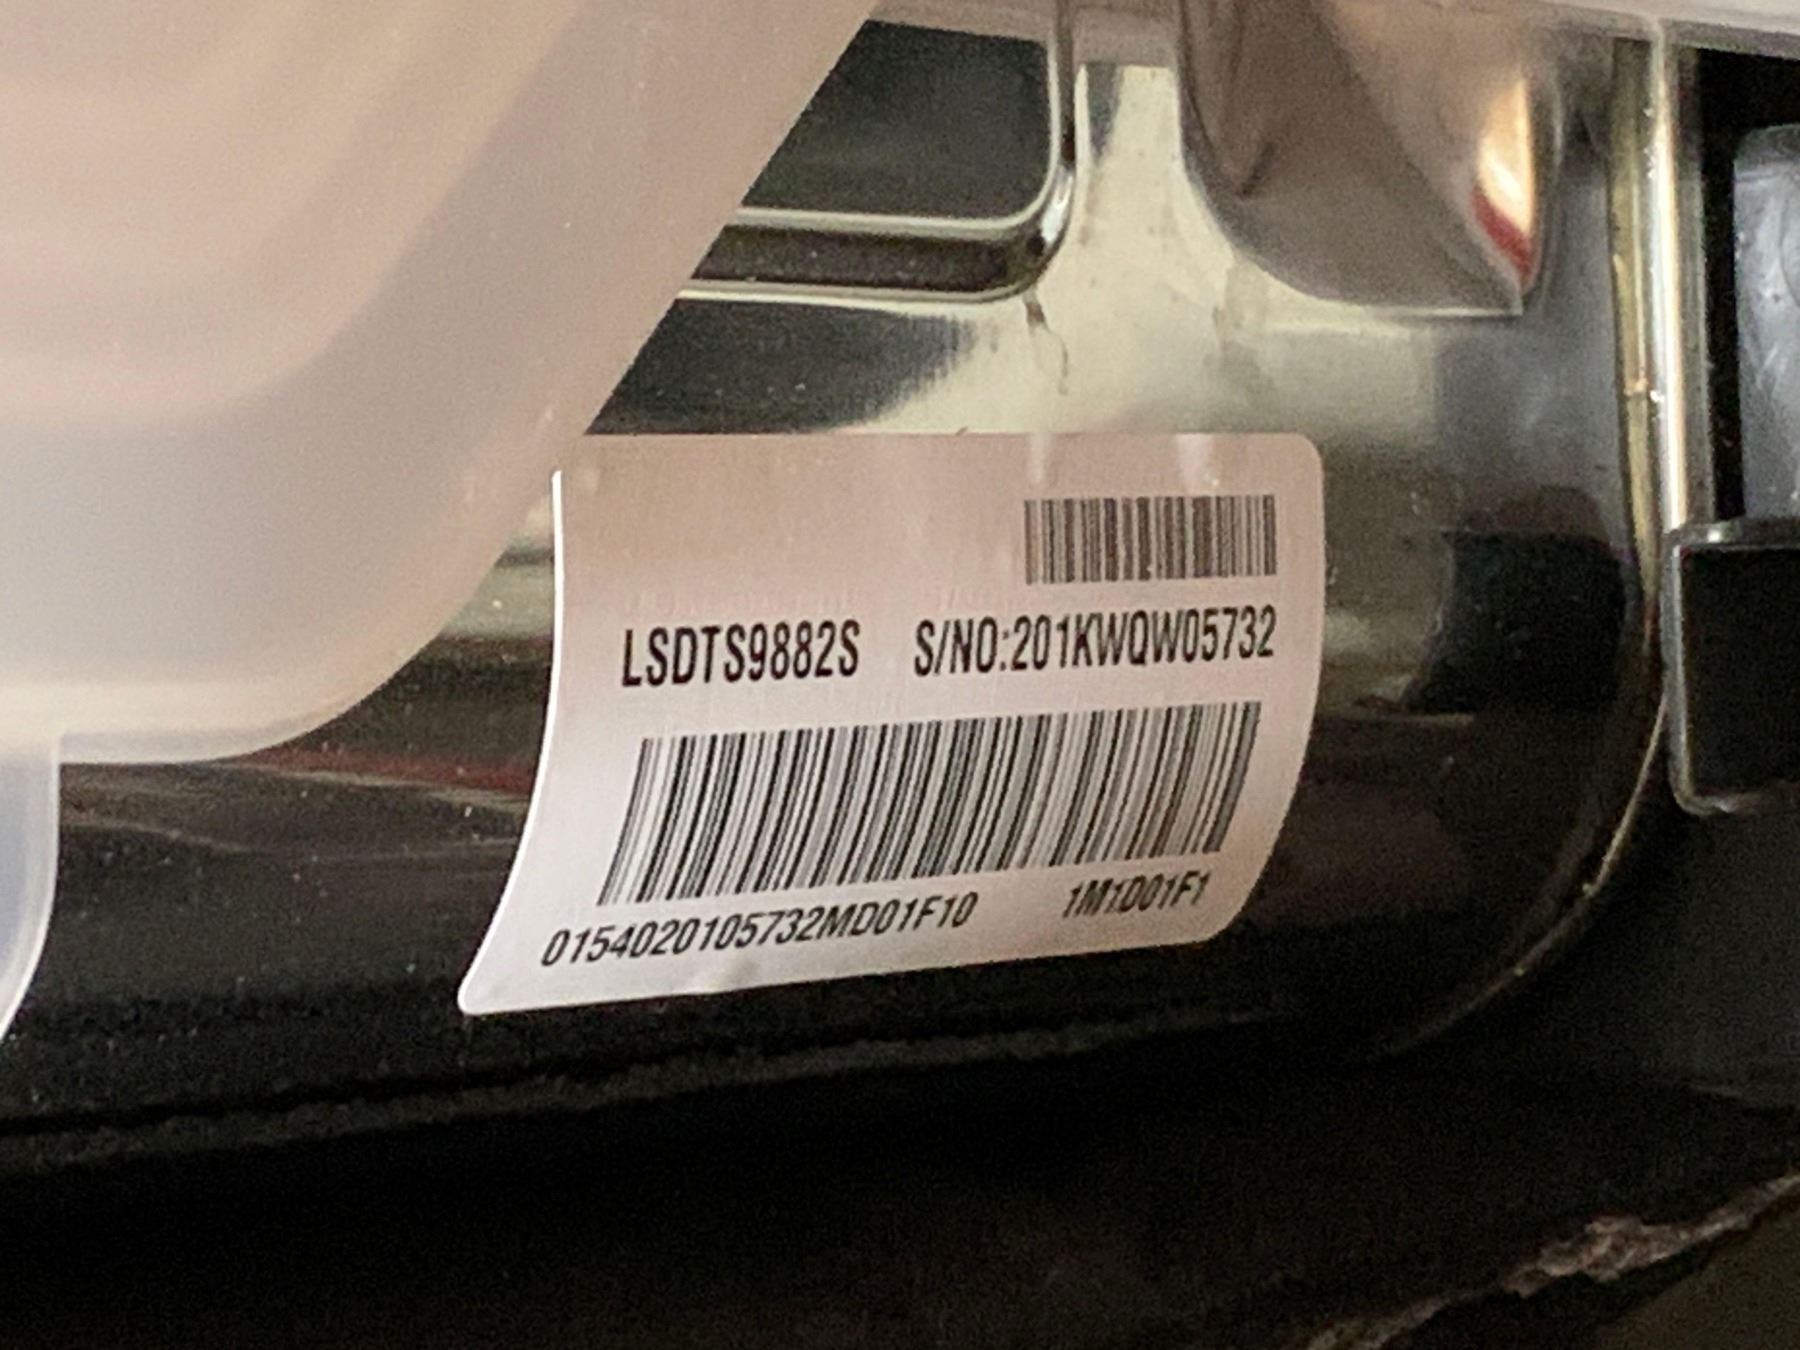 LSDTS9882S S/NO:201KWQW05732
0154020105732MD01F10 1M1D01F1